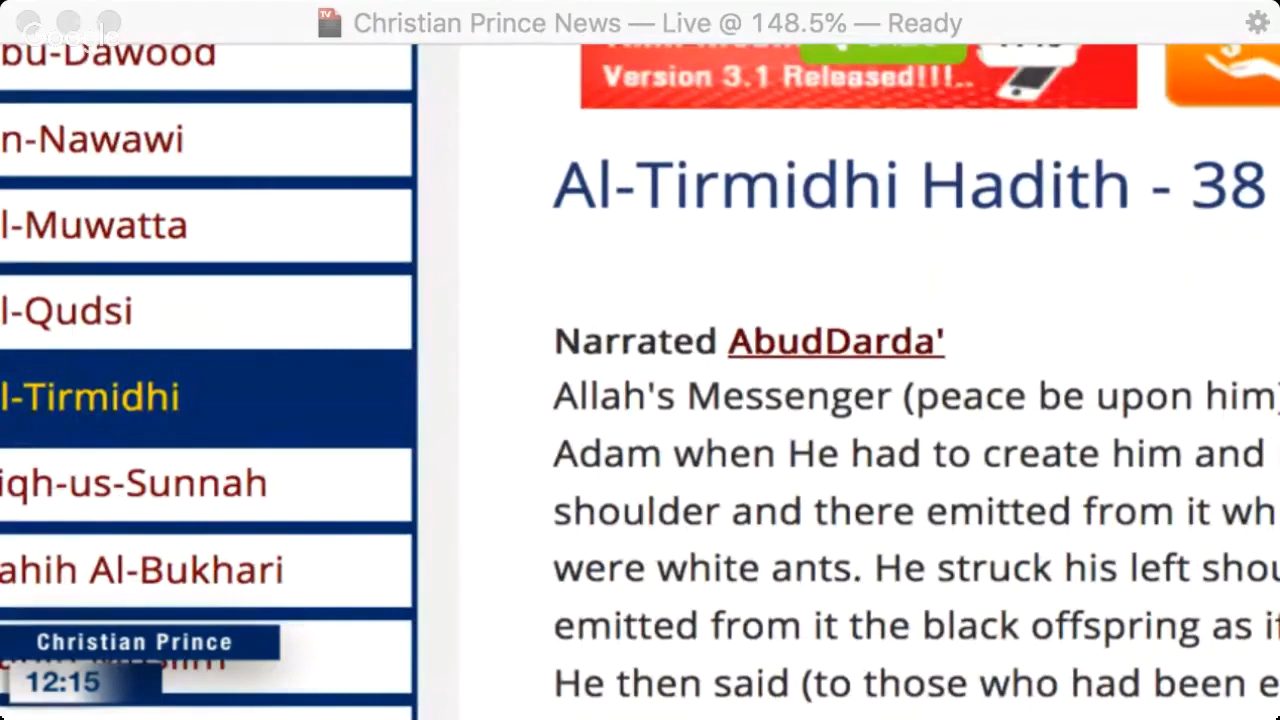 Christian Prince News — Live @ 148.5% — Ready
Google
bu-Dawood
n-Nawawi
l-Muwatta
l-Qudsi
l-Tirmidhi
iqh-us-Sunnah
ahih Al-Bukhari
Christian Prince
12:15
Version 3.1 Released!!!..
Al-Tirmidhi Hadith - 38
Narrated AbudDarda'
Allah's Messenger (peace be upon him)
Adam when He had to create him and
shoulder and there emitted from it wh
were white ants. He struck his left shou
emitted from it the black offspring as if
He then said (to those who had been e